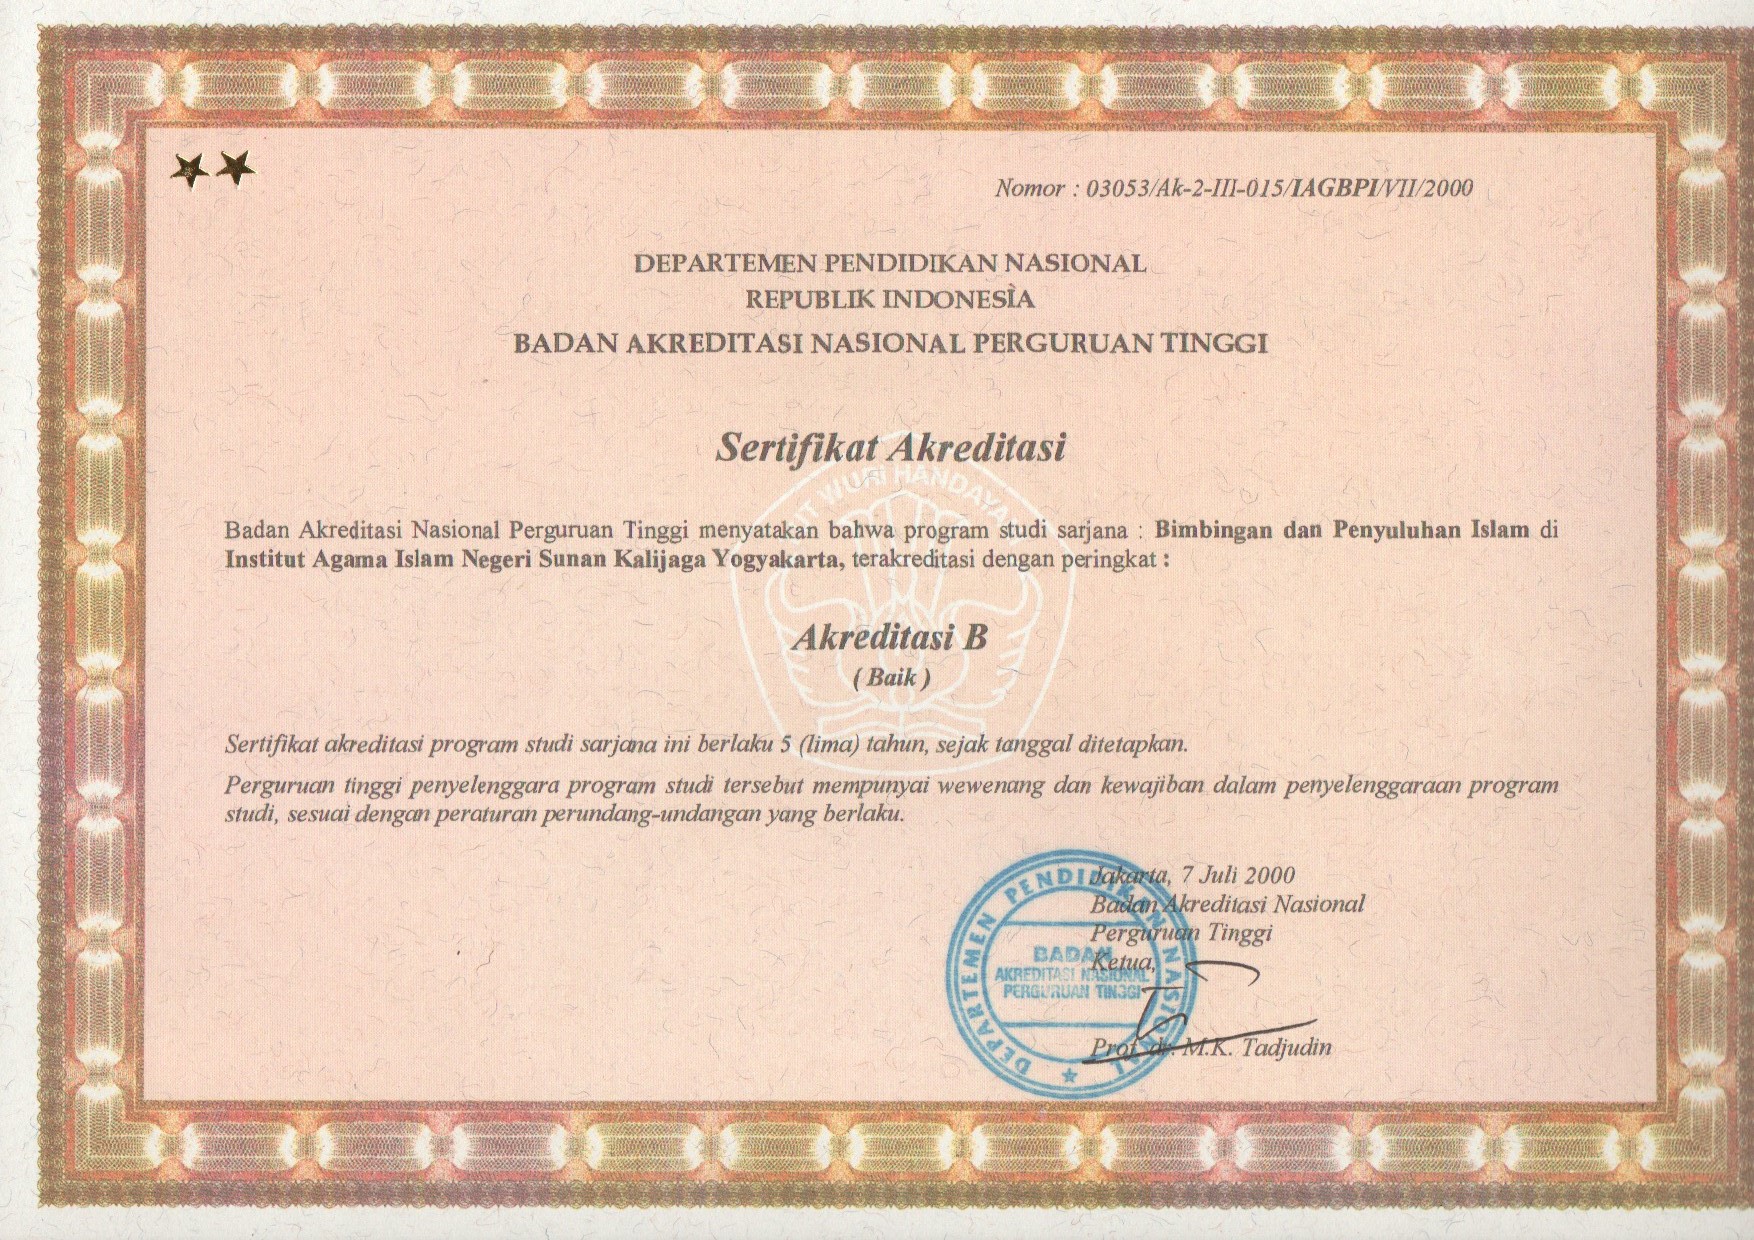 Nomor : 03053/Ak-2-III-015/IAGBPI/VII/2000
DEPARTEMEN PENDIDIKAN NASIONAL
REPUBLIK INDONESIA
BADAN AKREDITASI NASIONAL PERGURUAN TINGGI
Sertifikat Akreditasi
WURI HANDAYA
Badan Akreditasi Nasional Perguruan Tinggi menyatakan bahwa program studi sarjana : Bimbingan dan Penyuluhan Islam di
Institut Agama Islam Negeri Sunan Kalijaga Yogyakarta, terakreditasi dengan peringkat :
Akreditasi B
( Baik )
Sertifikat akreditasi program studi sarjana ini berlaku 5 (lima) tahun, sejak tanggal ditetapkan.
Perguruan tinggi penyelenggara program studi tersebut mempunyai wewenang dan kewajiban dalam penyelenggaraan program
studi, sesuai dengan peraturan perundang-undangan yang berlaku.
Jakarta, 7 Juli 2000
Badan Akreditasi Nasional
Perguruan Tinggi
Ketua,
Prof. dr. M.K. Tadjudin
DEPARTEMEN PENDIDIKAN NASIONAL
BADAN
AKREDITASI NASIONAL
PERGURUAN TINGGI